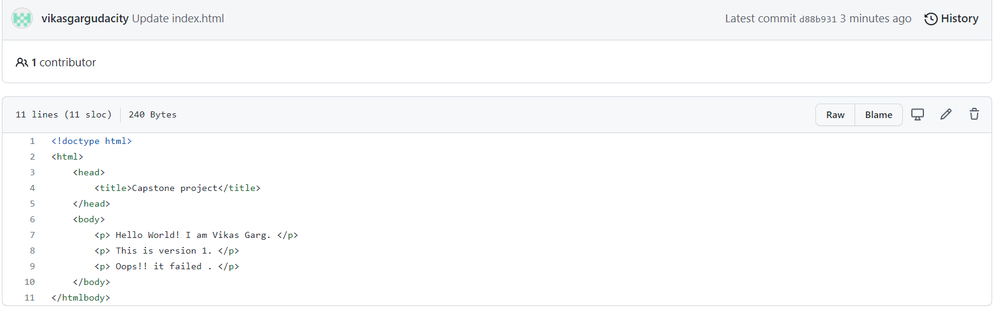 vikasgargudacity Update index.html
Latest commit d88b931 3 minutes ago History
1 contributor
11 lines (11 sloc) 240 Bytes
Raw Blame
1 <!doctype html>
2 <html>
3 <head>
4 <title>Capstone project</title>
5 </head>
6 <body>
7 <p> Hello World! I am Vikas Garg. </p>
8 <p> This is version 1. </p>
9 <p> Oops!! it failed . </p>
10 </body>
11 </htmlbody>